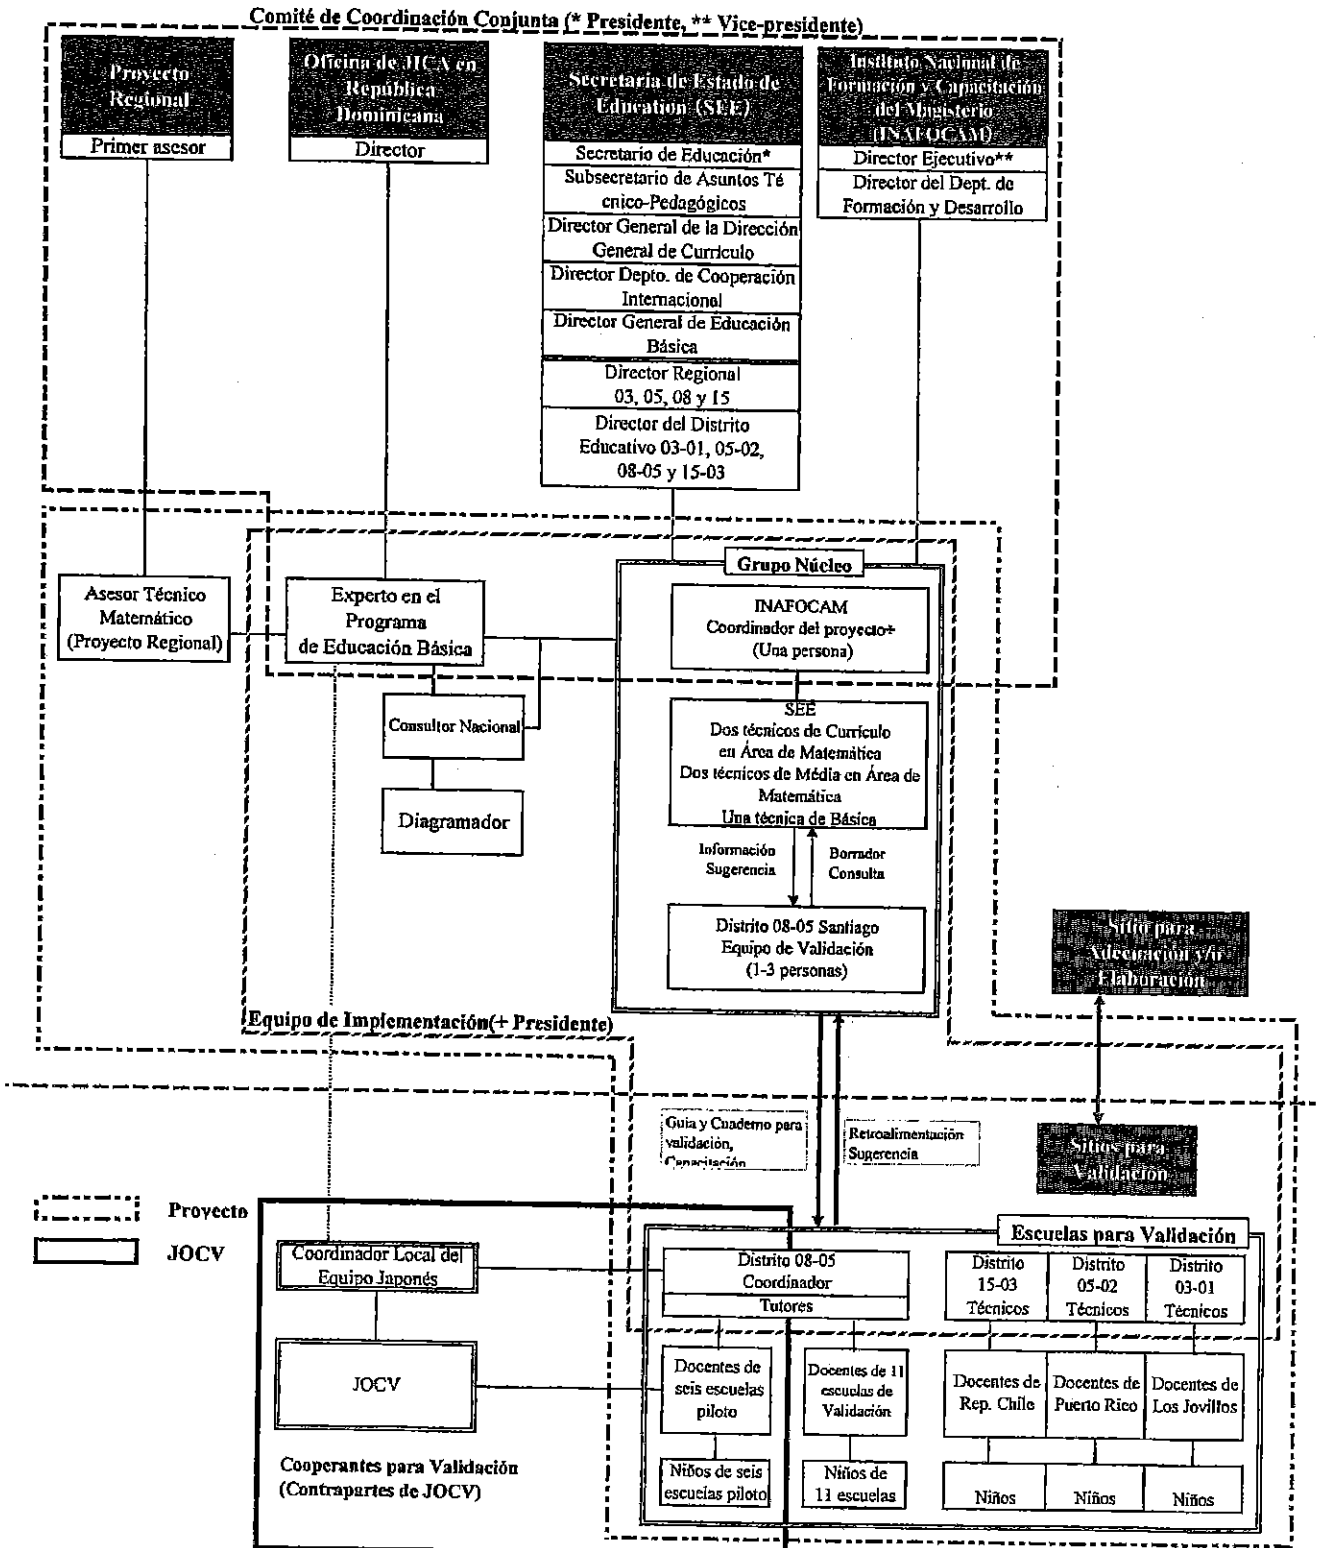 Comité de Coordinación Conjunta (* Presidente, ** Vice-presidente)
Proyecto
Regional
Primer asesor
Oficina de JICA en
República
Dominicana
Director
Secretaria de Estado de
Education (SEE)
Secretario de Educación*
Subsecretario de Asuntos Té
cnico-Pedagógicos
Director General de la Dirección
General de Currículo
Director Depto. de Cooperación
Internacional
Director General de Educación
Básica
Director Regional
03, 05, 08 y 15
Director del Distrito
Educativo 03-01, 05-02,
08-05 y 15-03
Instituto Nacional de
Formación y Capacitación
del Magisterio
(INAFOCAM)
Director Ejecutivo**
Director del Dept. de
Formación y Desarrollo
Asesor Técnico
Matemático
(Proyecto Regional)
Experto en el
Programa
de Educación Básica
Consultor Nacional
Diagramador
Grupo Núcleo
INAFOCAM
Coordinador del proyecto+
(Una persona)
SEE
Dos técnicos de Currículo
en Área de Matemática
Dos técnicos de Média en Área de
Matemática
Una técnica de Básica
Información
Sugerencia
Borrador
Consulta
Distrito 08-05 Santiago
Equipo de Validación
(1-3 personas)
Equipo de Implementación(+ Presidente)
Sitio para
Adecuación y/o
Elaboración
Guia y Cuaderno para
validación,
Capacitación
Retroalimentación
Sugerencia
Sitios para
Validación
Proyecto
JOCV
Escuelas para Validación
Coordinador Local del
Equipo Japonés
JOCV
Cooperantes para Validación
(Contrapartes de JOCV)
Distrito 08-05
Coordinador
Tutores
Distrito
15-03
Técnicos
Distrito
05-02
Técnicos
Distrito
03-01
Técnicos
Docentes de
seis escuelas
piloto
Docentes de 11
escuelas de
Validación
Docentes de
Rep. Chile
Docentes de
Puerto Rico
Docentes de
Los Jovillos
Niños de seis
escuelas piloto
Niños de
11 escuelas
Niños
Niños
Niños